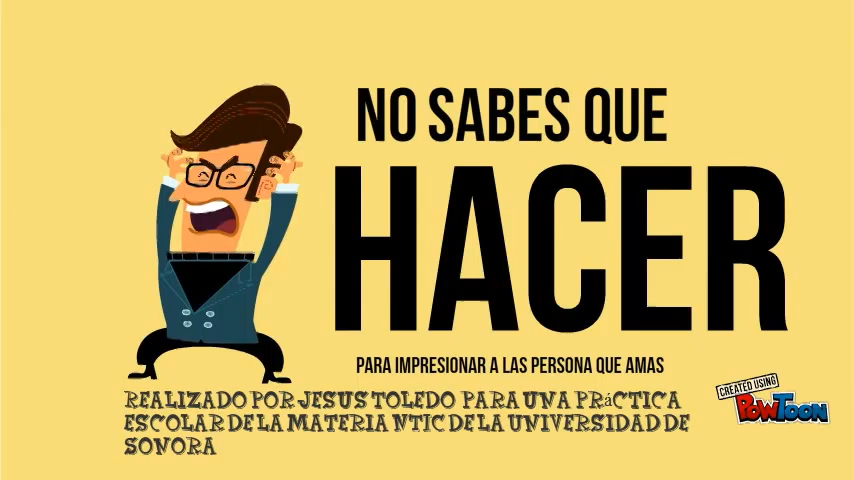 NO SABES QUE
HACER
PARA IMPRESIONAR A LAS PERSONA QUE AMAS
REALIZADO POR JESUS TOLEDO PARA UNA PRáCTICA
ESCOLAR DE LA MATERIA NTIC DE LA UNIVERSIDAD DE
SONORA
CREATED USING
POWTOON